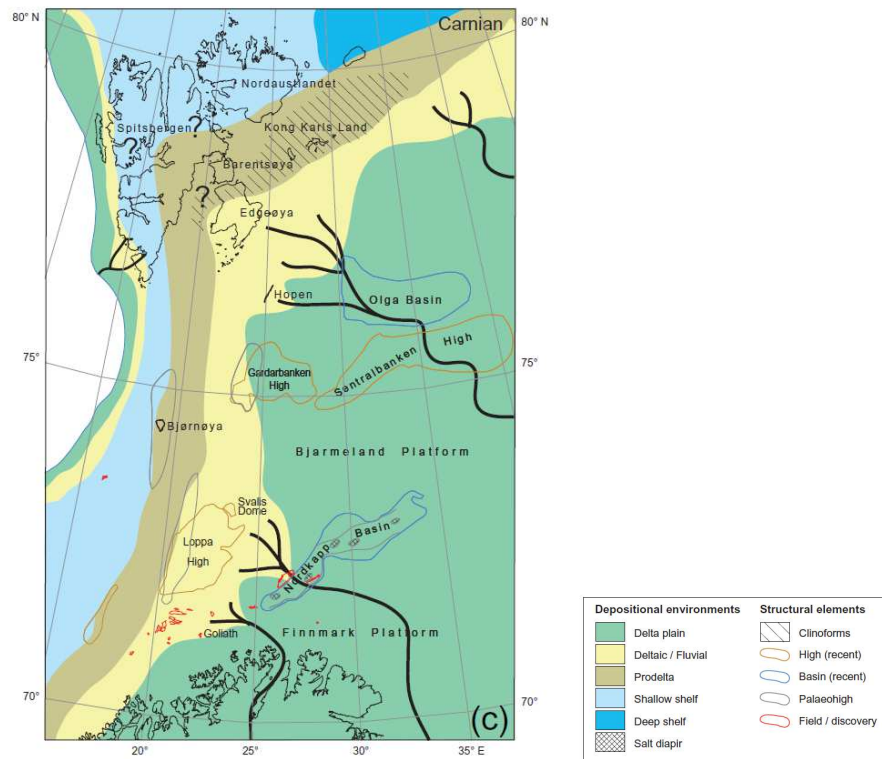 80° N
Carnian
80° N
Nordaustlandet
Spitsbergen
?
?
Kong Karls Land
Barentsøya
?
Edgeøya
Hopen
Olga Basin
75°
Gardarbanken
High
Sentralbanken High
75°
Bjørnøya
Bjarmeland Platform
Svalis
Dome
Loppa
High
Nordkapp Basin
Goliath
Finnmark Platform
70°
(C)
70°
20°
25°
30°
35° E
Depositional environments
Delta plain
Deltaic / Fluvial
Prodelta
Shallow shelf
Deep shelf
Salt diapir
Structural elements
Clinoforms
High (recent)
Basin (recent)
Palaeohigh
Field / discovery